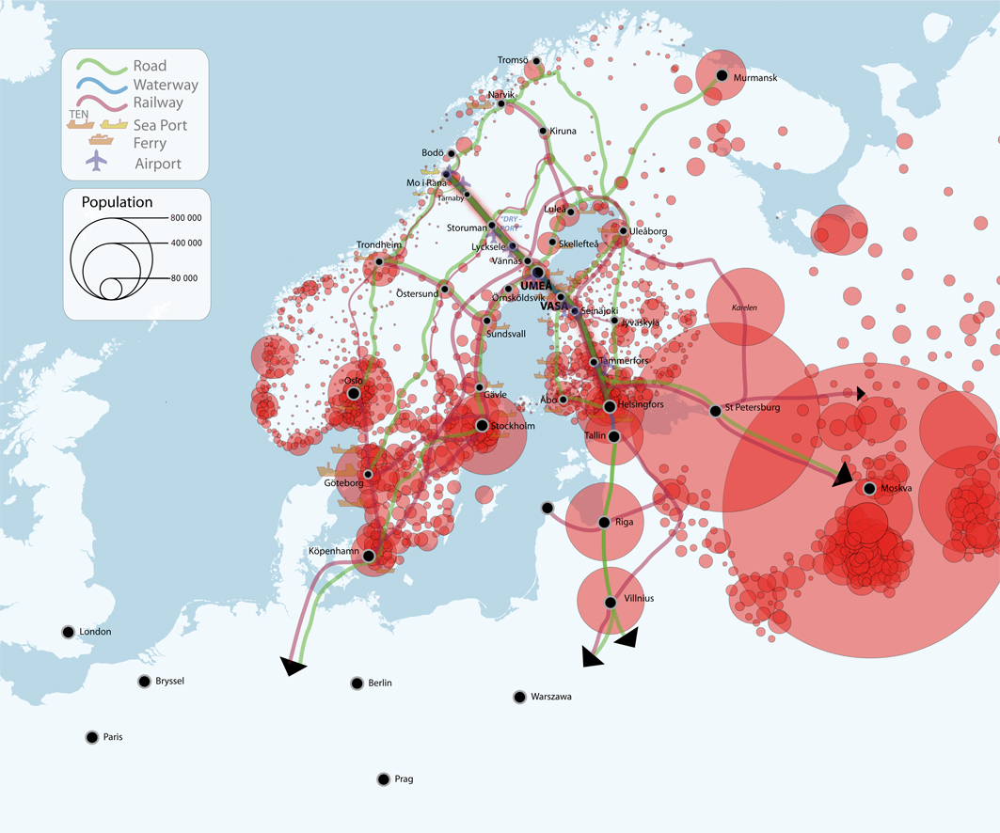 Road
Waterway
Railway
TEN
Sea Port
Ferry
Airport
Population
800 000
400 000
80 000
Tromsö
Murmansk
Narvik
Kiruna
Bodö
Mo i Rana
Tärnaby
Luleå
"DRY-
PORT"
Storuman
Uleåborg
Lycksele
Skellefteå
Trondheim
Vännäs
UMEÅ
Östersund
Örnsköldsvik
VASA
Seinäjoki
Karelen
Jyväskylä
Sundsvall
Tammerfors
Oslo
Gävle
Åbo
Helsingfors
St Petersburg
Stockholm
Tallin
Göteborg
Moskva
Riga
Köpenhamn
Villnius
London
Bryssel
Berlin
Warszawa
Paris
Prag